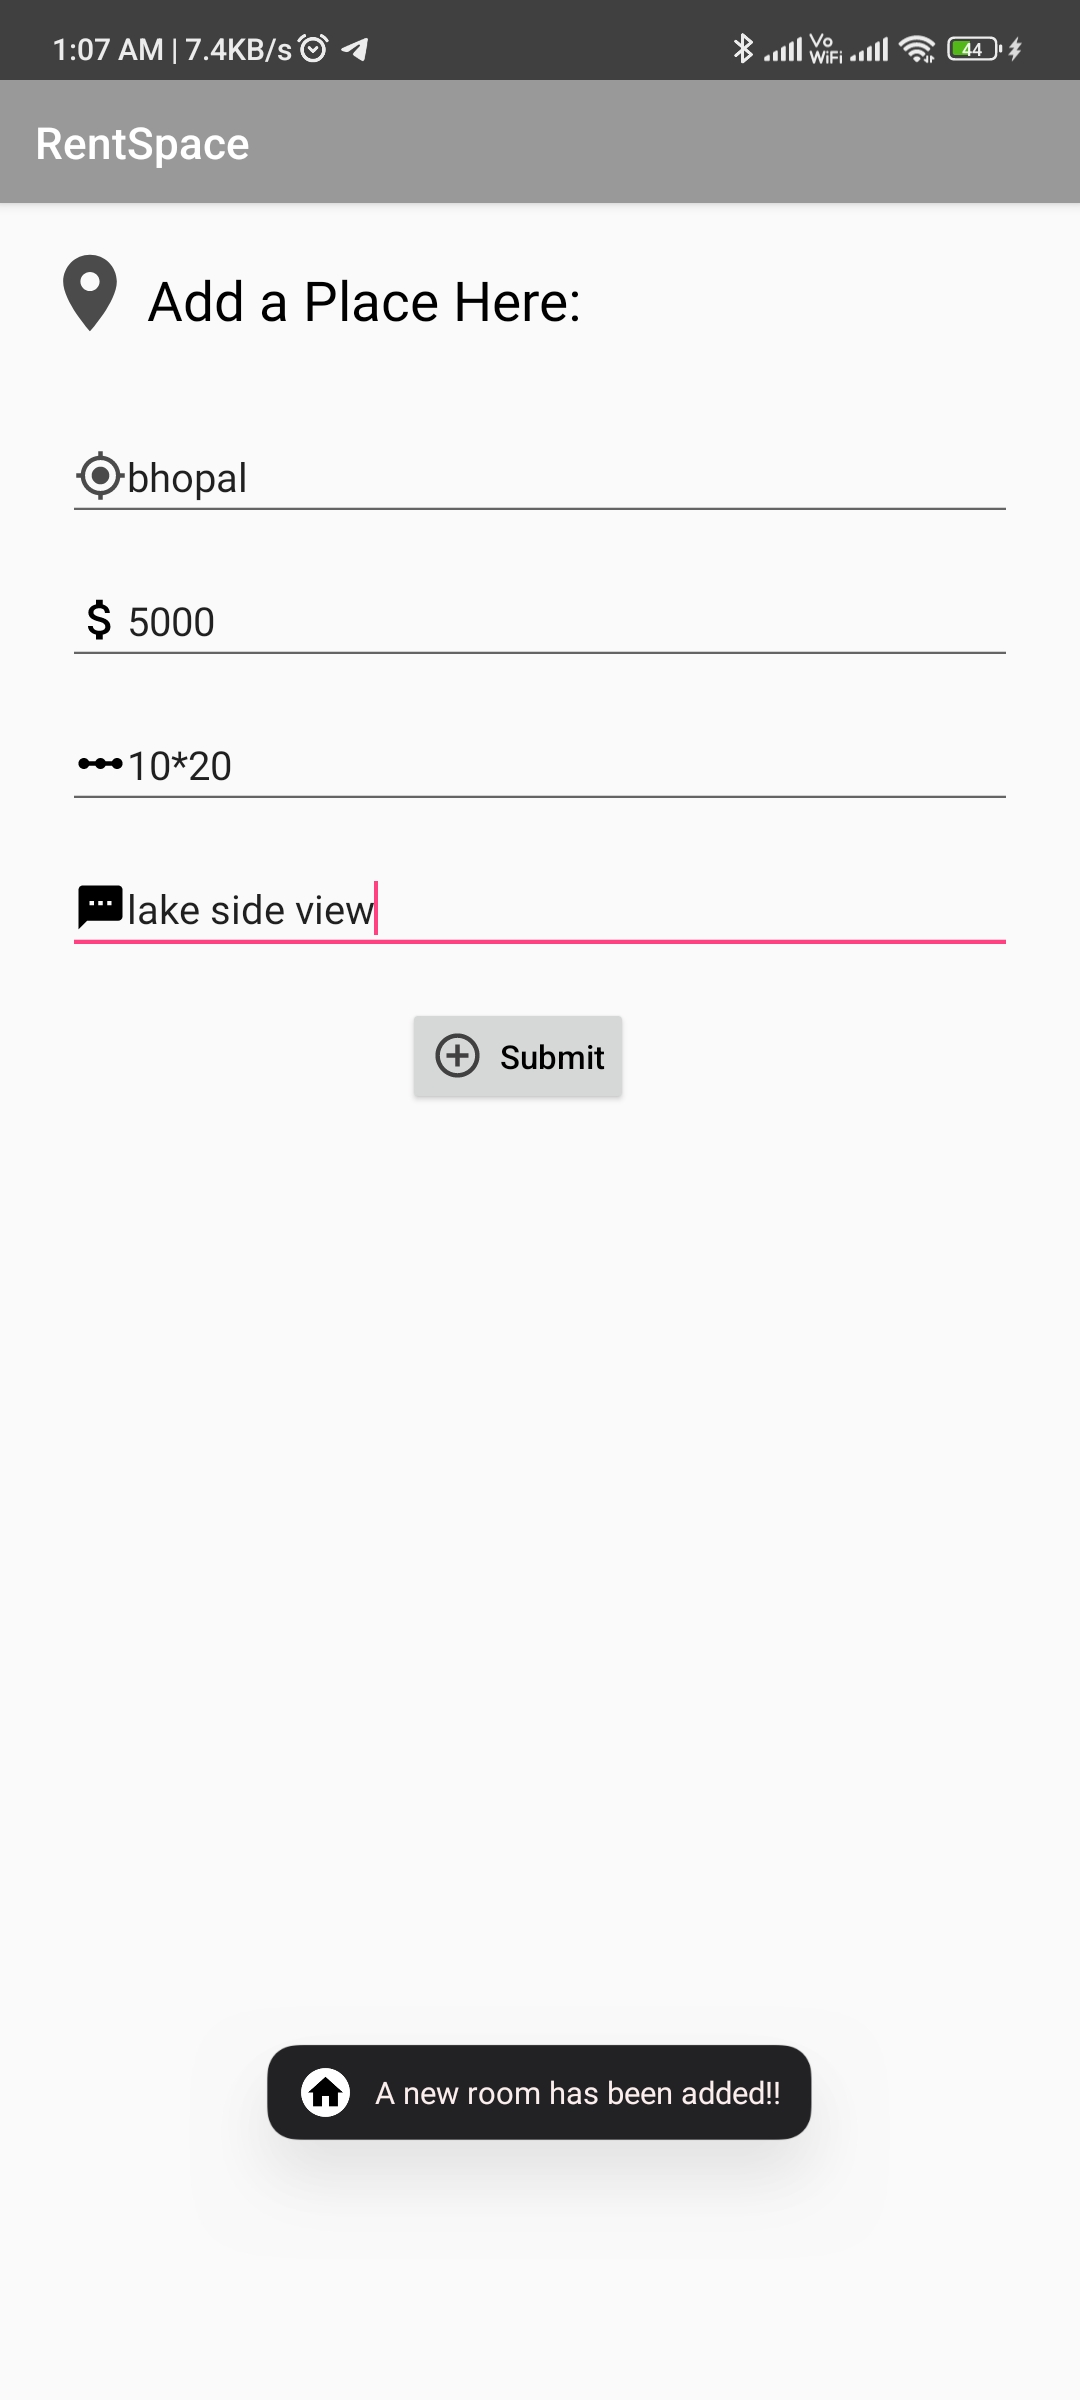 1:07 AM | 7.4KB/s
Vo WiFi
44
RentSpace
Add a Place Here:
bhopal
$ 5000
10*20
lake side view
Submit
A new room has been added!!